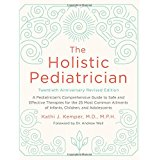 The
Holistic
Pediatrician
Twentieth Anniversary Revised Edition
A Pediatrician's Comprehensive Guide to Safe and
Effective Therapies for the 25 Most Common Ailments
of Infants, Children, and Adolescents
Kathi J. Kemper, M.D., M.P.H.
Foreword by Dr. Andrew Weil